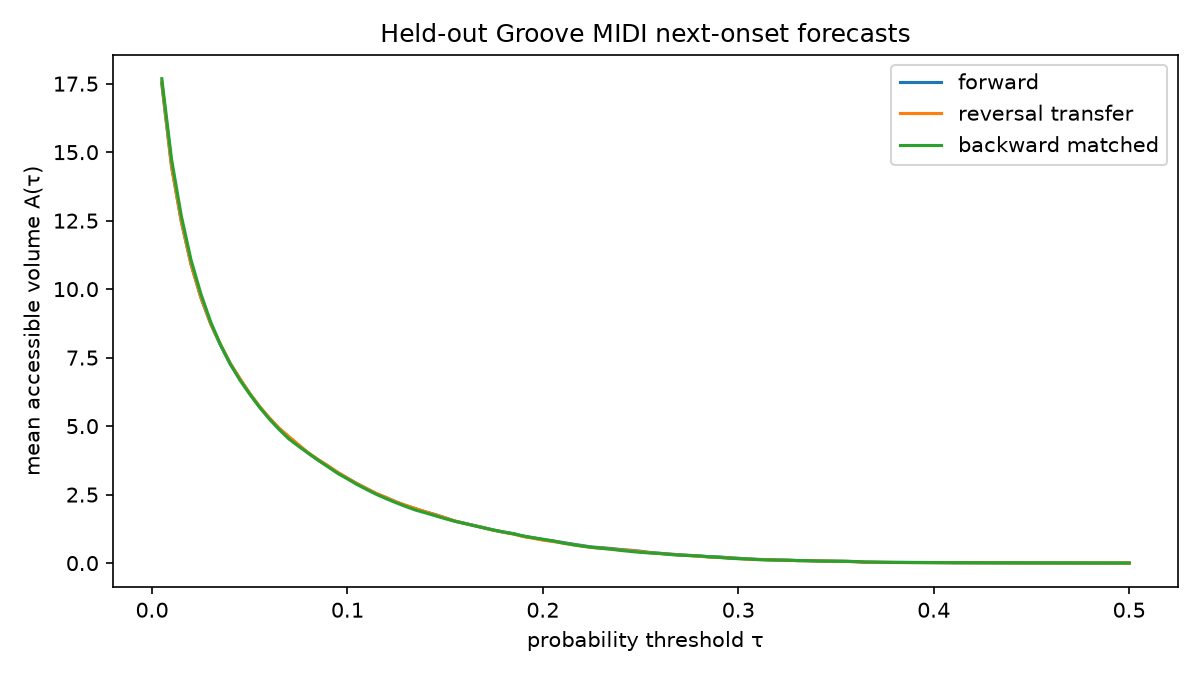 Held-out Groove MIDI next-onset forecasts
forward
reversal transfer
backward matched
mean accessible volume A(τ)
17.5
15.0
12.5
10.0
7.5
5.0
2.5
0.0
0.0 0.1 0.2 0.3 0.4 0.5
probability threshold τ